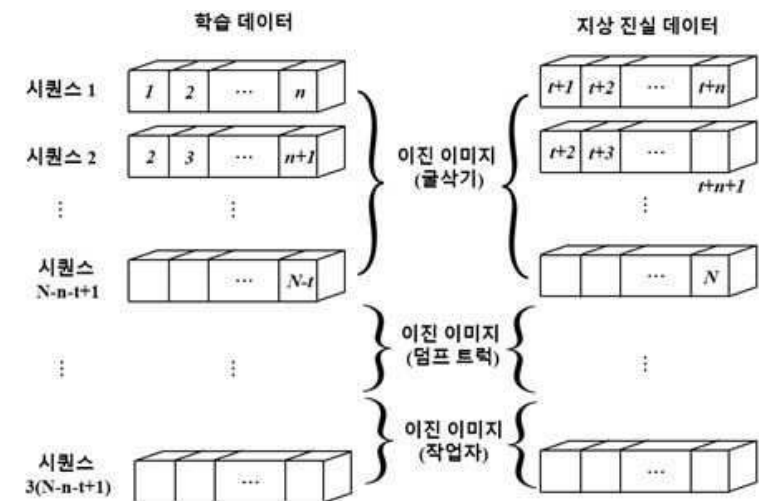 학습 데이터
지상 진실 데이터
시퀀스 1
1 2 ... n
t+1 t+2 ... t+n
시퀀스 2
2 3 ... n+1
이진 이미지
(굴삭기)
t+2 t+3 ...
t+n+1
⋮ ⋮ ⋮
시퀀스
N-n-t+1
... N-t
... N
이진 이미지
(덤프 트럭)
⋮ ⋮ ⋮
이진 이미지
(작업자)
시퀀스
3(N-n-t+1)
...
...